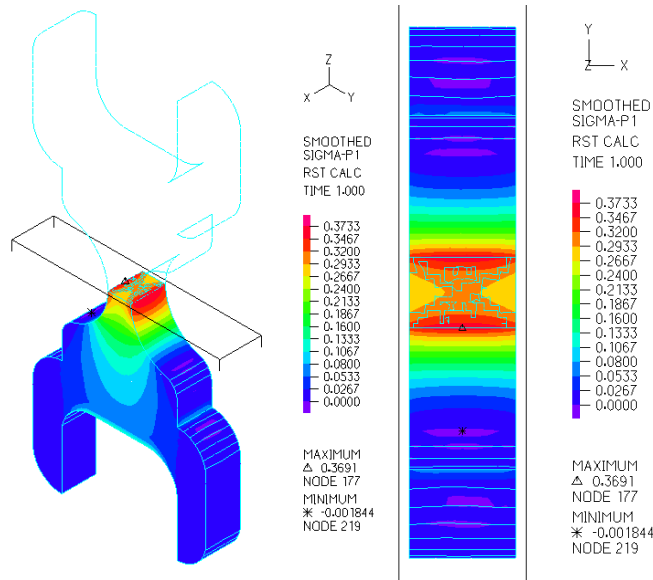 Z
X Y
SMOOTHED
SIGMA-P1
RST CALC
TIME 1.000
0.3733
0.3467
0.3200
0.2933
0.2667
0.2400
0.2133
0.1867
0.1600
0.1333
0.1067
0.0800
0.0533
0.0267
0.0000
MAXIMUM
0.3691
NODE 177
MINIMUM
-0.001844
NODE 219
Y
Z X
SMOOTHED
SIGMA-P1
RST CALC
TIME 1.000
0.3733
0.3467
0.3200
0.2933
0.2667
0.2400
0.2133
0.1867
0.1600
0.1333
0.1067
0.0800
0.0533
0.0267
0.0000
MAXIMUM
0.3691
NODE 177
MINIMUM
-0.001844
NODE 219